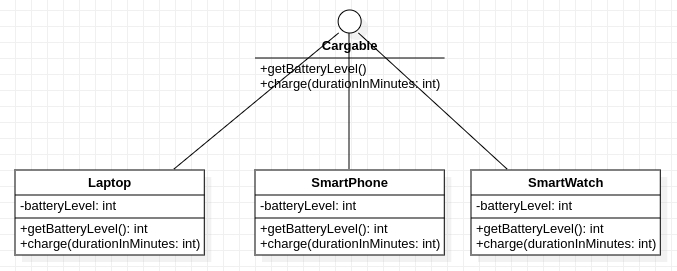 Cargable
+getBatteryLevel()
+charge(durationInMinutes: int)
Laptop
-batteryLevel: int
+getBatteryLevel(): int
+charge(durationInMinutes: int)
SmartPhone
-batteryLevel: int
+getBatteryLevel(): int
+charge(durationInMinutes: int)
SmartWatch
-batteryLevel: int
+getBatteryLevel(): int
+charge(durationInMinutes: int)